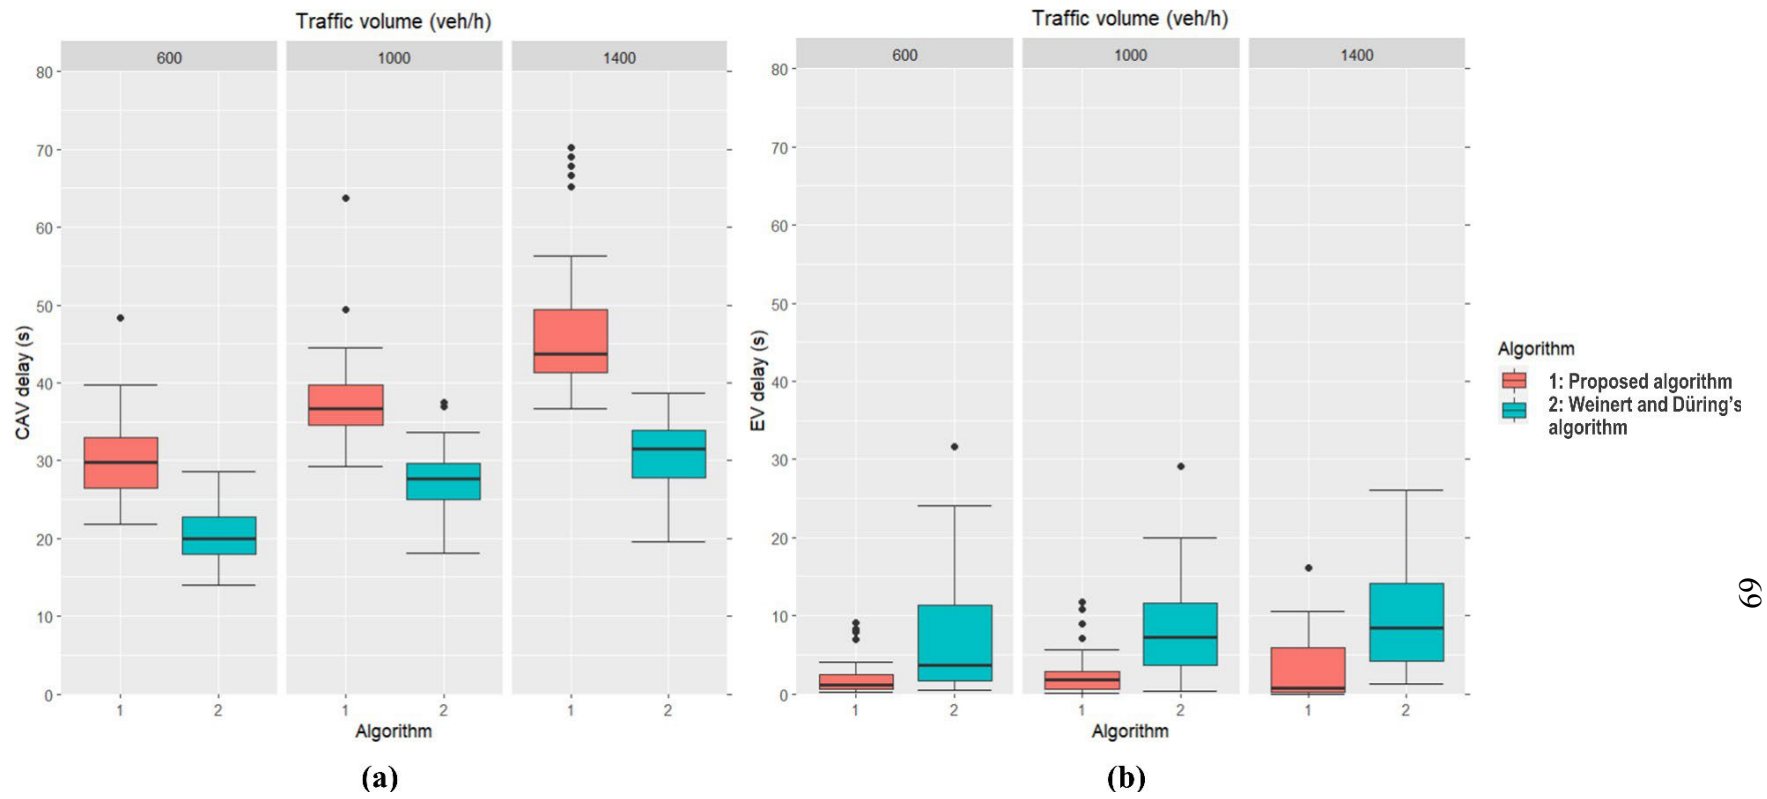 Traffic volume (veh/h)
600 1000 1400
80
70
60
50
40
30
20
10
0
CAV delay (s)
1 2 1 2 1 2
Algorithm
(a)
Traffic volume (veh/h)
600 1000 1400
80
70
60
50
40
30
20
10
0
EV delay (s)
1 2 1 2 1 2
Algorithm
(b)
Algorithm
1: Proposed algorithm
2: Weinert and Düring's
algorithm
69